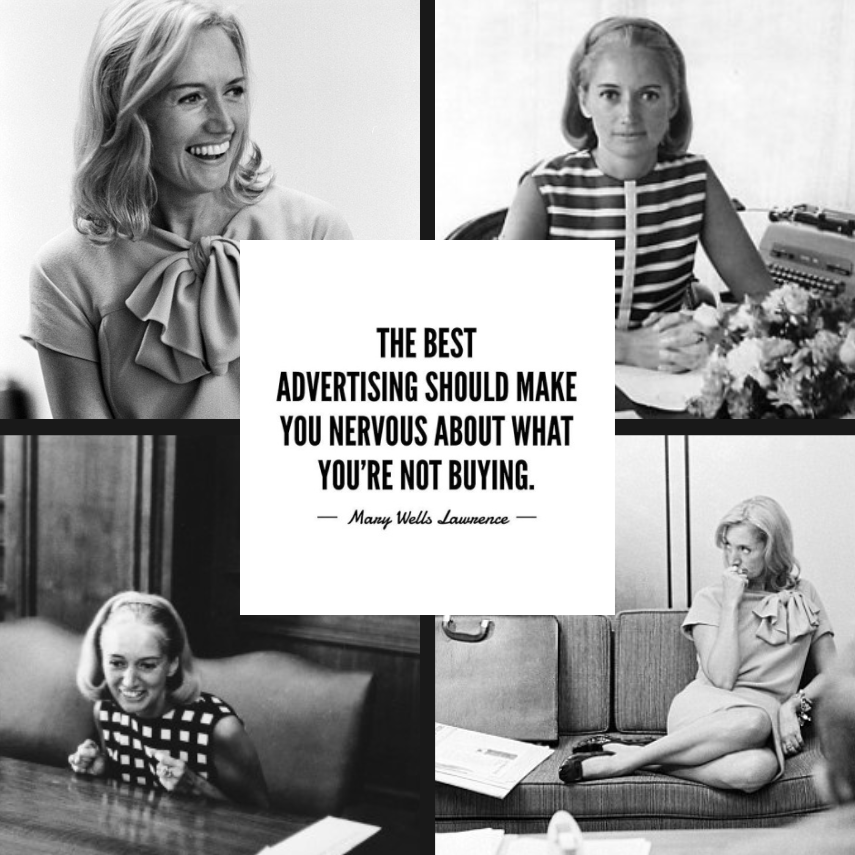 THE BEST
ADVERTISING SHOULD MAKE
YOU NERVOUS ABOUT WHAT
YOU'RE NOT BUYING.
— Mary Wells Lawrence —